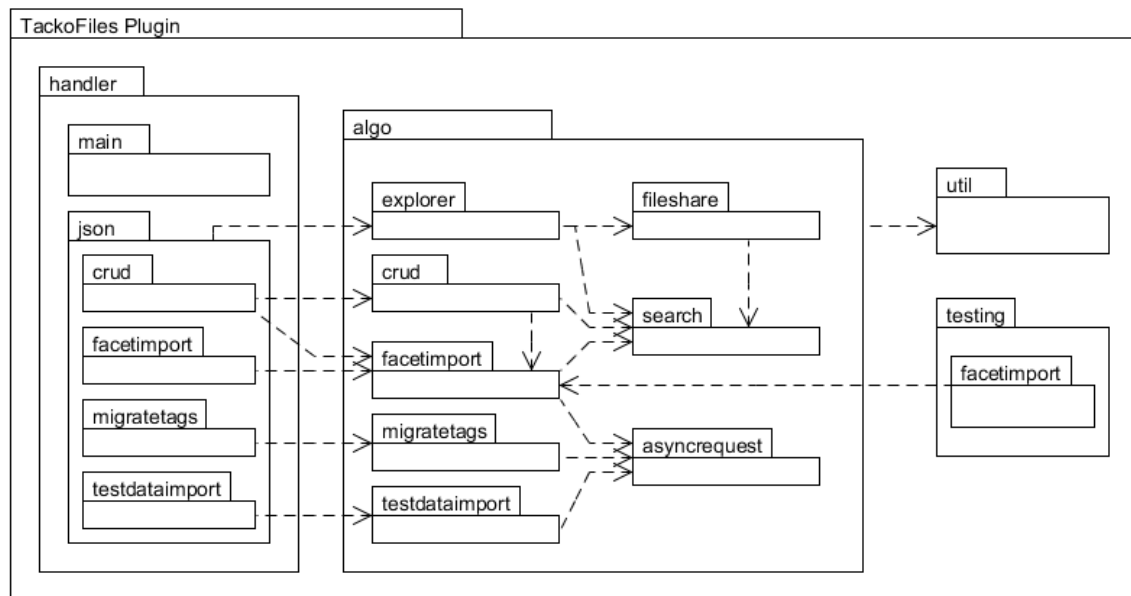 TackoFiles Plugin
handler
main
json
crud
facetimport
migratetags
testdataimport
algo
explorer
crud
facetimport
migratetags
testdataimport
fileshare
search
asyncrequest
util
testing
facetimport